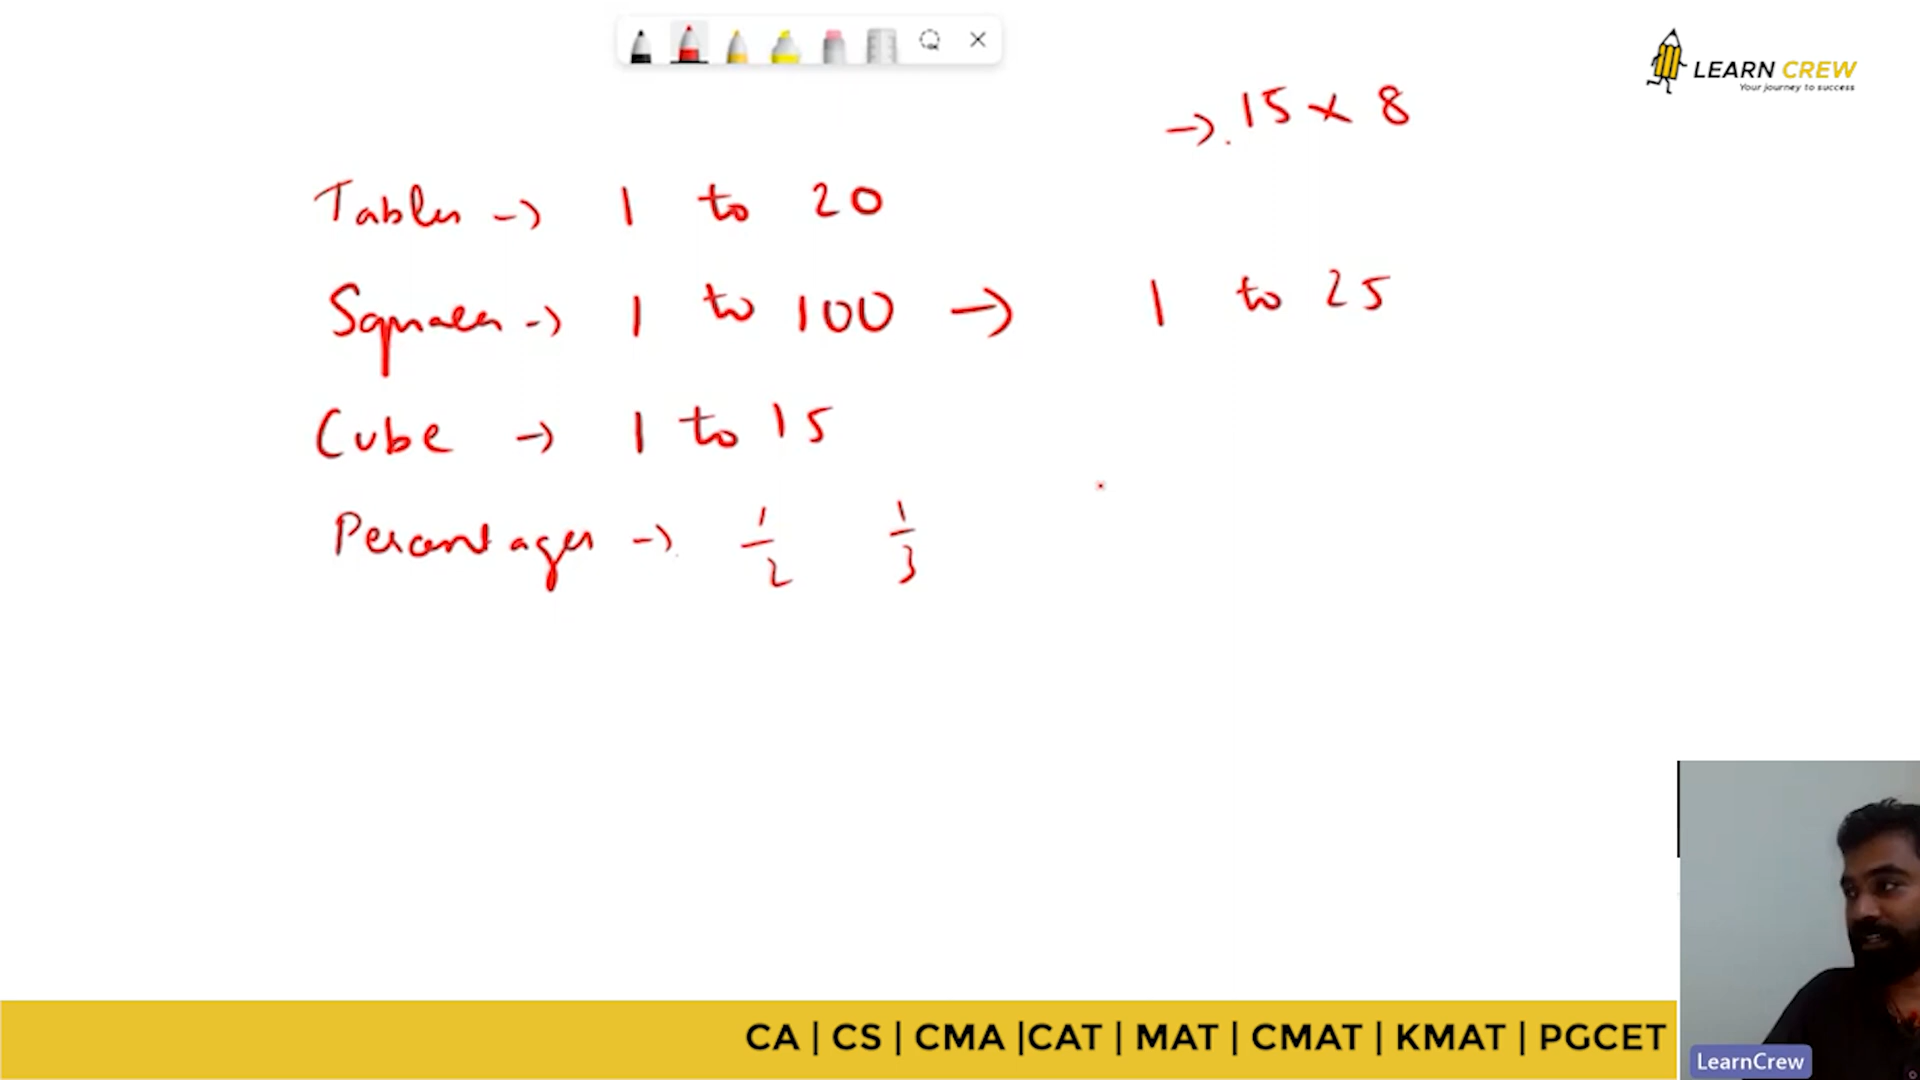 LEARN CREW
Your journey to success
→ 15 × 8
Tables → 1 to 20
Squares → 1 to 100 → 1 to 25
Cube → 1 to 15
Percentages → 1/2 1/3
CA | CS | CMA |CAT | MAT | CMAT | KMAT | PGCET
LearnCrew